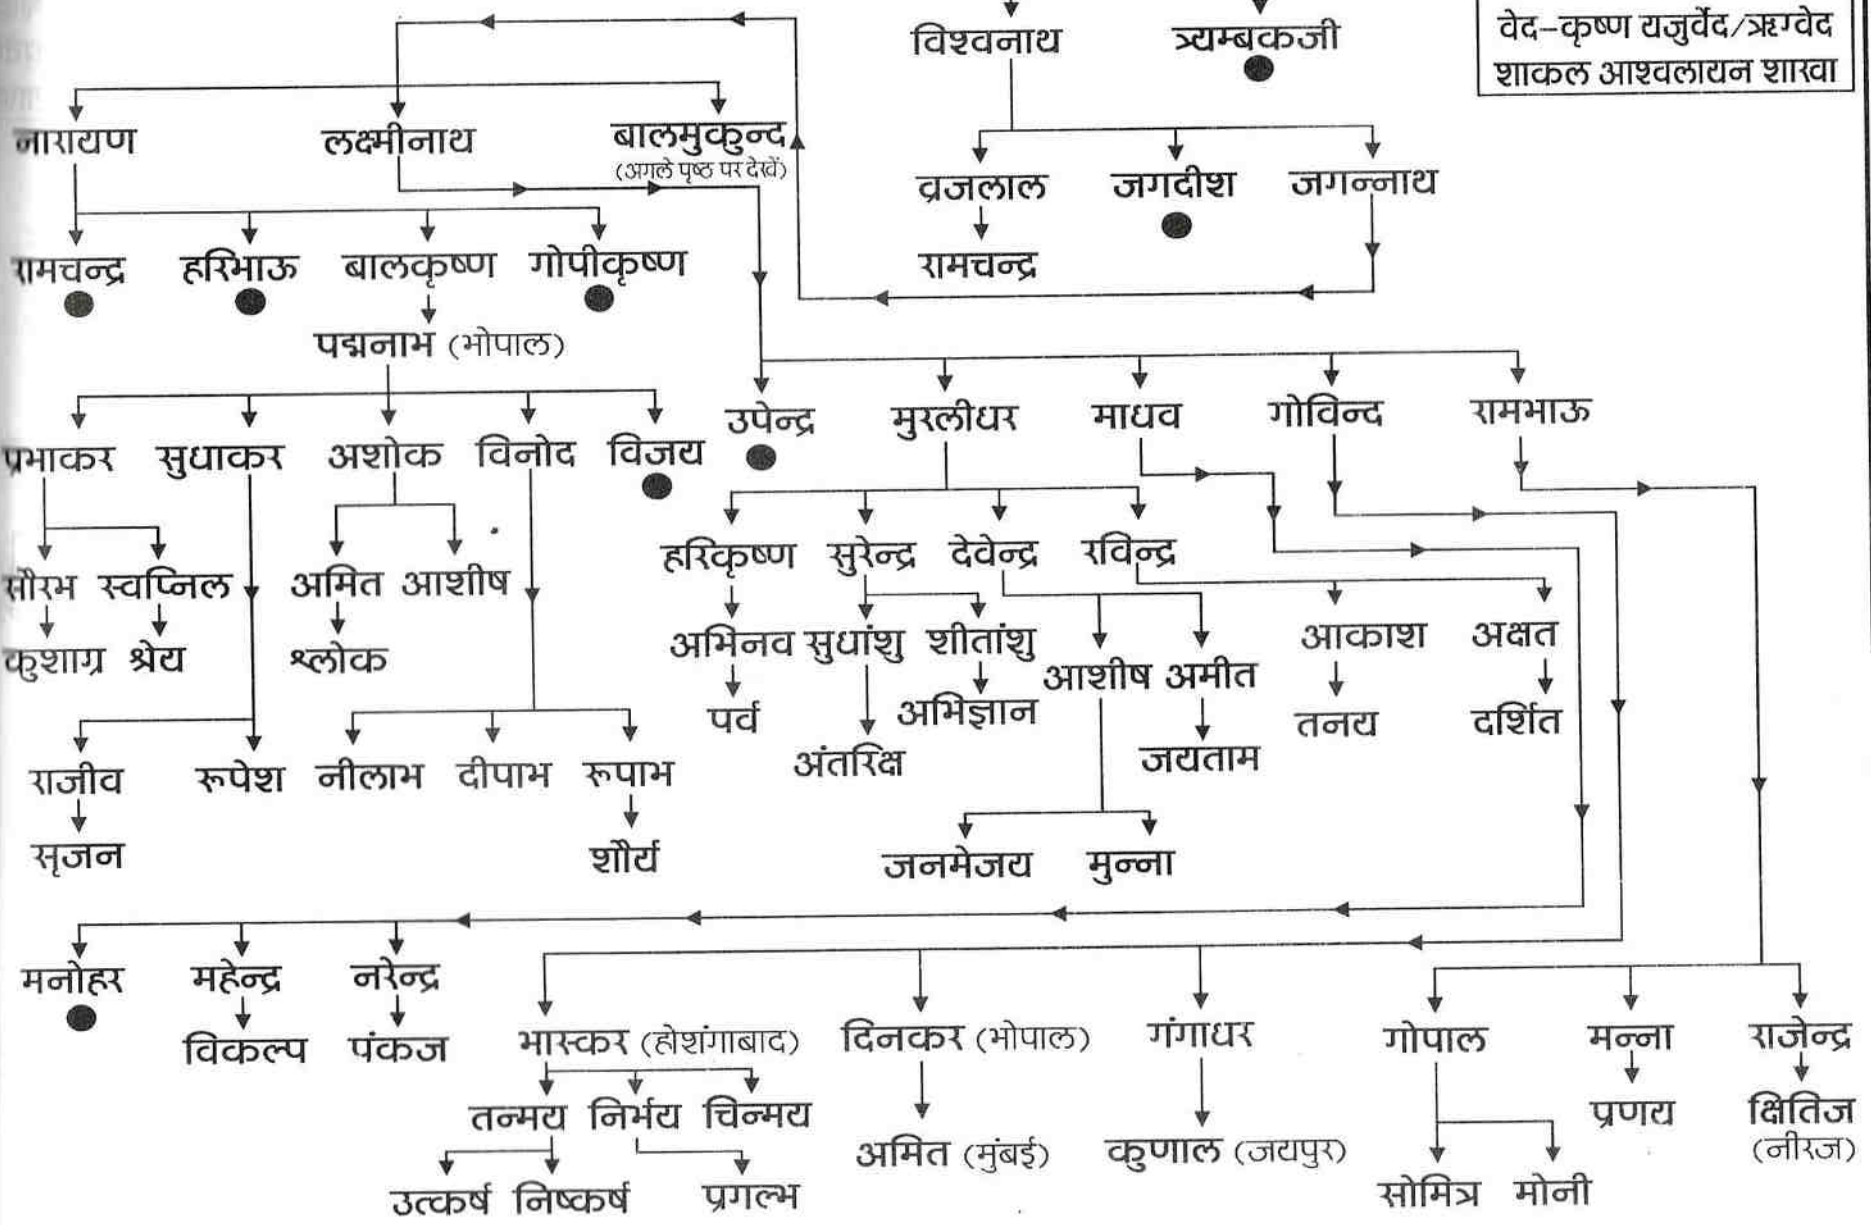 वेद-कृष्ण यजुर्वेद/ऋग्वेद
शाकल आश्वलायन शाखा
विश्वनाथ त्र्यम्बकजी
नारायण लक्ष्मीनाथ बालमुकुन्द
(अगले पृष्ठ पर देखें)
व्रजलाल जगदीश जगन्नाथ
रामचन्द्र हरिभाऊ बालकृष्ण गोपीकृष्ण रामचन्द्र
पद्मनाभ (भोपाल)
उपेन्द्र मुरलीधर माधव गोविन्द रामभाऊ
प्रभाकर सुधाकर अशोक विनोद विजय
हरिकृष्ण सुरेन्द्र देवेन्द्र रविन्द्र
सौरभ स्वप्निल अमित आशीष
अभिनव सुधांशु शीतांशु आकाश अक्षत
कुशाग्र श्रेय श्लोक आशीष अमीत
पर्व अभिज्ञान तनय दर्शित
अंतरिक्ष जयताम
राजीव रूपेश नीलाभ दीपाभ रूपाभ
सृजन शौर्य जनमेजय मुन्ना
मनोहर महेन्द्र नरेन्द्र
विकल्प पंकज भास्कर (होशंगाबाद) दिनकर (भोपाल) गंगाधर गोपाल मन्ना राजेन्द्र
तन्मय निर्भय चिन्मय प्रणय क्षितिज
(नीरज)
अमित (मुंबई) कुणाल (जयपुर)
उत्कर्ष निष्कर्ष प्रगल्भ सोमित्र मोनी